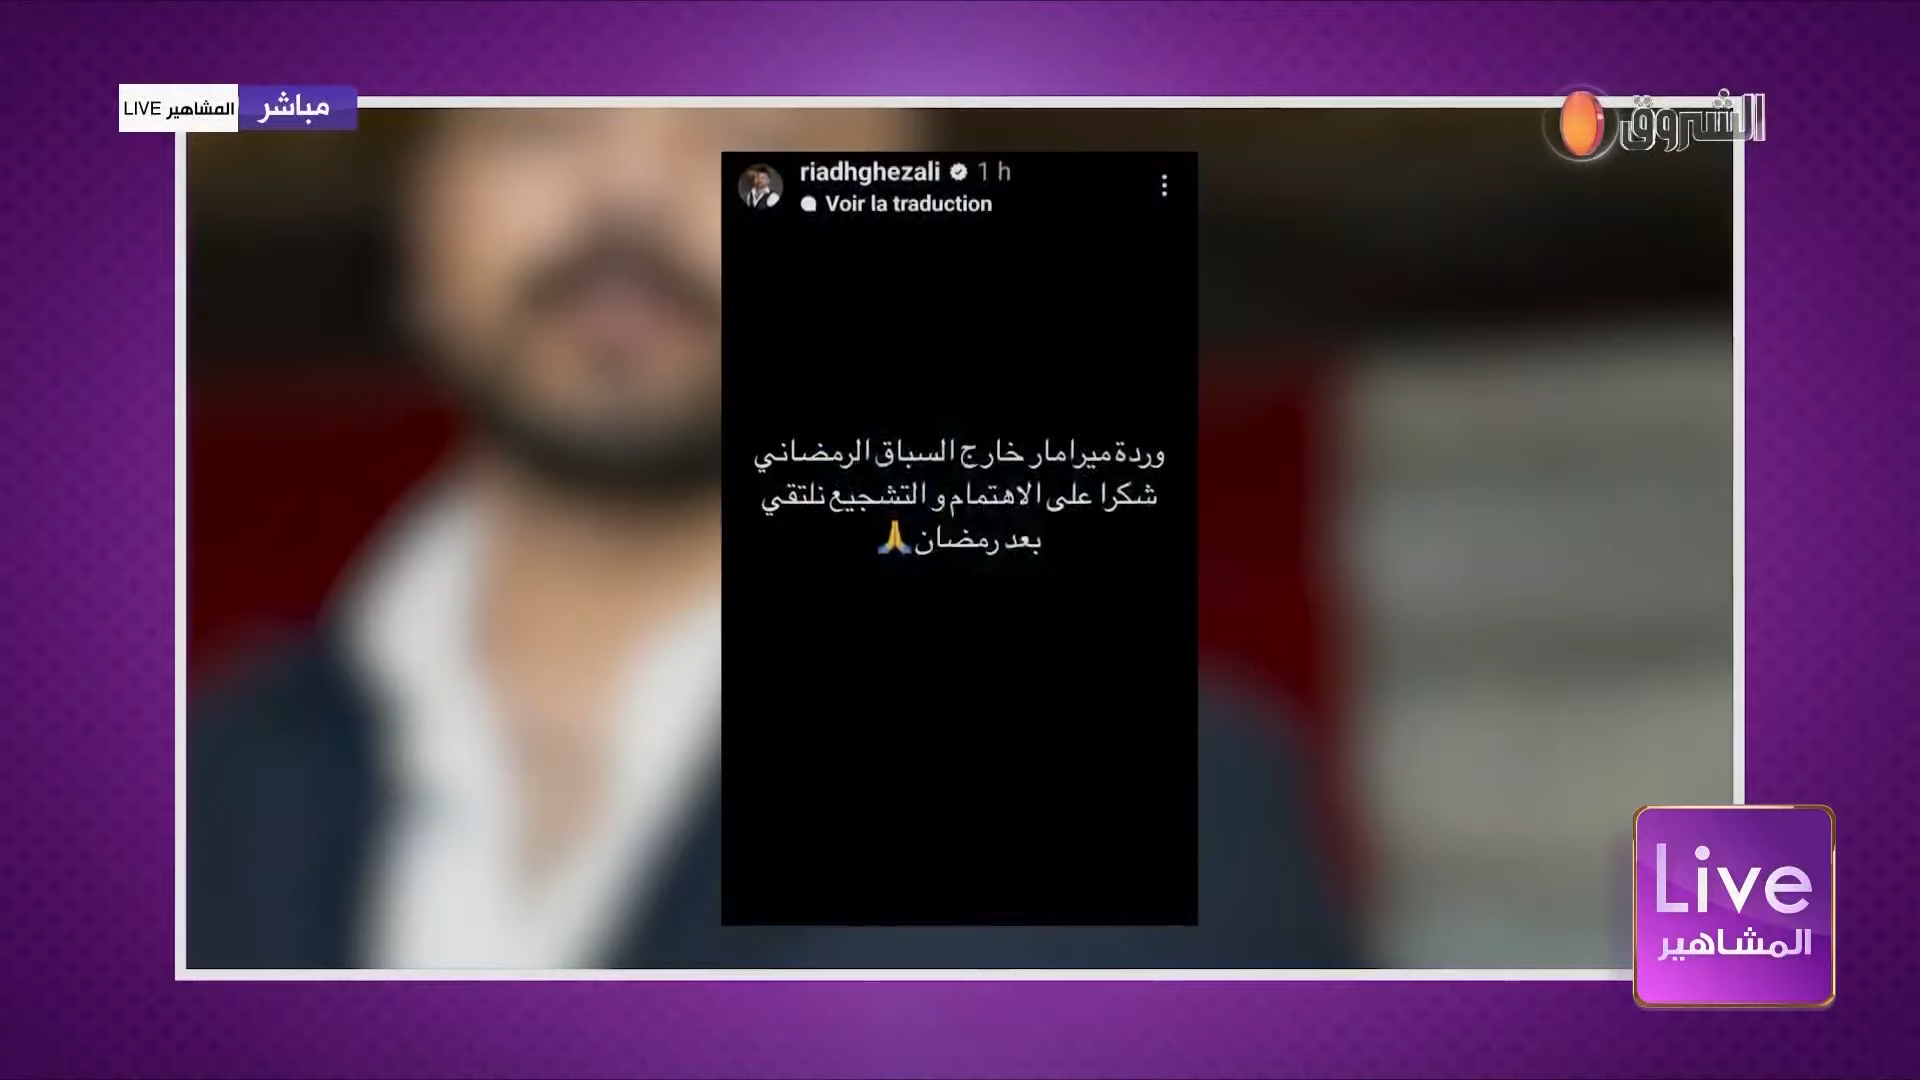 المشاهير LIVE
مباشر
الشروق
riadhghezali 1 h
Voir la traduction
وردة ميرامار خارج السباق الرمضاني
شكرا على الاهتمام و التشجيع نلتقي
بعد رمضان🙏
Live
المشاهير